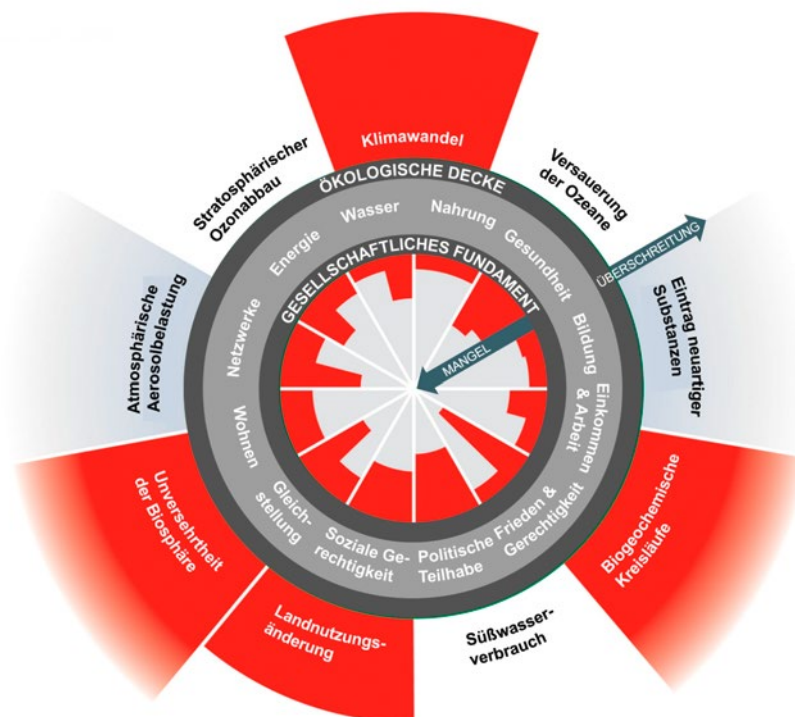 Klimawandel
Versauerung
der Ozeane
ÜBERSCHREITUNG
Eintrag neuartiger
Substanzen
Biogeochemische
Kreisläufe
Süßwasser-
verbrauch
Landnutzungs-
änderung
Unversehrtheit
der Biosphäre
Atmosphärische
Aerosolbelastung
Stratosphärischer
Ozonabbau
ÖKOLOGISCHE DECKE
Wasser
Nahrung
Gesundheit
Bildung
Einkommen
& Arbeit
Frieden &
Gerechtigkeit
Politische
Teilhabe
Soziale Ge-
rechtigkeit
Gleich-
stellung
Wohnen
Netzwerke
Energie
GESELLSCHAFTLICHES FUNDAMENT
MANGEL